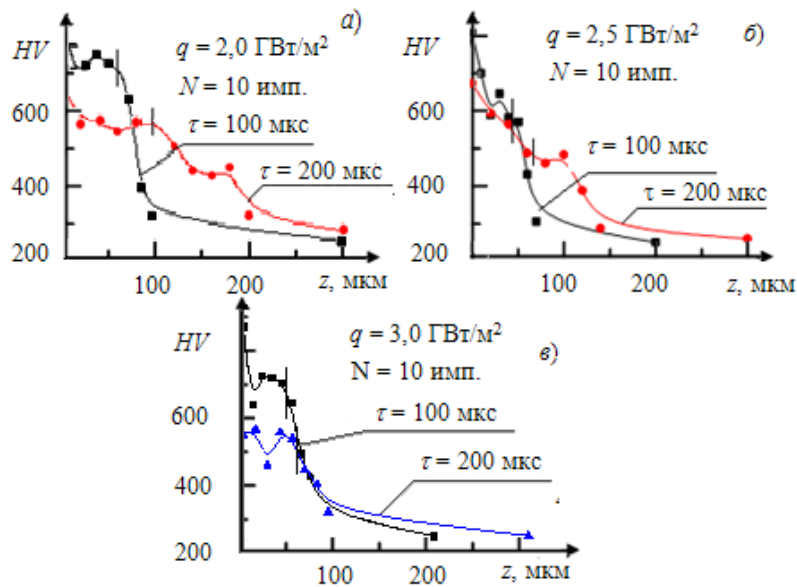 а)
HV
q = 2,0 ГВт/м²
N = 10 имп.
600
τ = 100 мкс
400
τ = 200 мкс
200
100
200
z, мкм
б)
HV
q = 2,5 ГВт/м²
N = 10 имп.
600
τ = 100 мкс
400
τ = 200 мкс
200
100
200
z, мкм
в)
HV
q = 3,0 ГВт/м²
N = 10 имп.
600
τ = 100 мкс
τ = 200 мкс
400
200
100
200
z, мкм